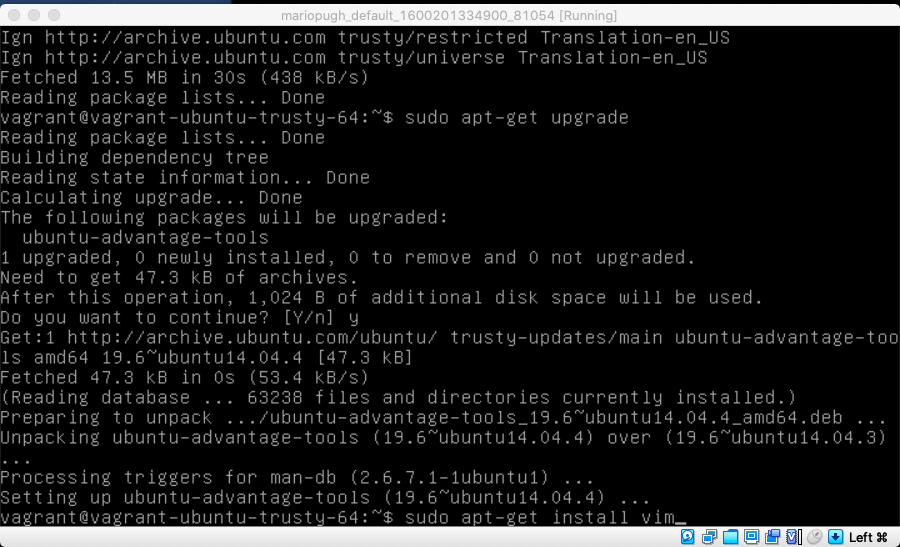 mariopugh_default_1600201334900_81054 [Running]
Ign http://archive.ubuntu.com trusty/restricted Translation-en_US
Ign http://archive.ubuntu.com trusty/universe Translation-en_US
Fetched 13.5 MB in 30s (438 kB/s)
Reading package lists... Done
vagrant@vagrant-ubuntu-trusty-64:~$ sudo apt-get upgrade
Reading package lists... Done
Building dependency tree
Reading state information... Done
Calculating upgrade... Done
The following packages will be upgraded:
  ubuntu-advantage-tools
1 upgraded, 0 newly installed, 0 to remove and 0 not upgraded.
Need to get 47.3 kB of archives.
After this operation, 1,024 B of additional disk space will be used.
Do you want to continue? [Y/n] y
Get:1 http://archive.ubuntu.com/ubuntu/ trusty-updates/main ubuntu-advantage-too
ls amd64 19.6~ubuntu14.04.4 [47.3 kB]
Fetched 47.3 kB in 0s (53.4 kB/s)
(Reading database ... 63238 files and directories currently installed.)
Preparing to unpack .../ubuntu-advantage-tools_19.6~ubuntu14.04.4_amd64.deb ...
Unpacking ubuntu-advantage-tools (19.6~ubuntu14.04.4) over (19.6~ubuntu14.04.3)
...
Processing triggers for man-db (2.6.7.1-1ubuntu1) ...
Setting up ubuntu-advantage-tools (19.6~ubuntu14.04.4) ...
vagrant@vagrant-ubuntu-trusty-64:~$ sudo apt-get install vim_
Left ⌘